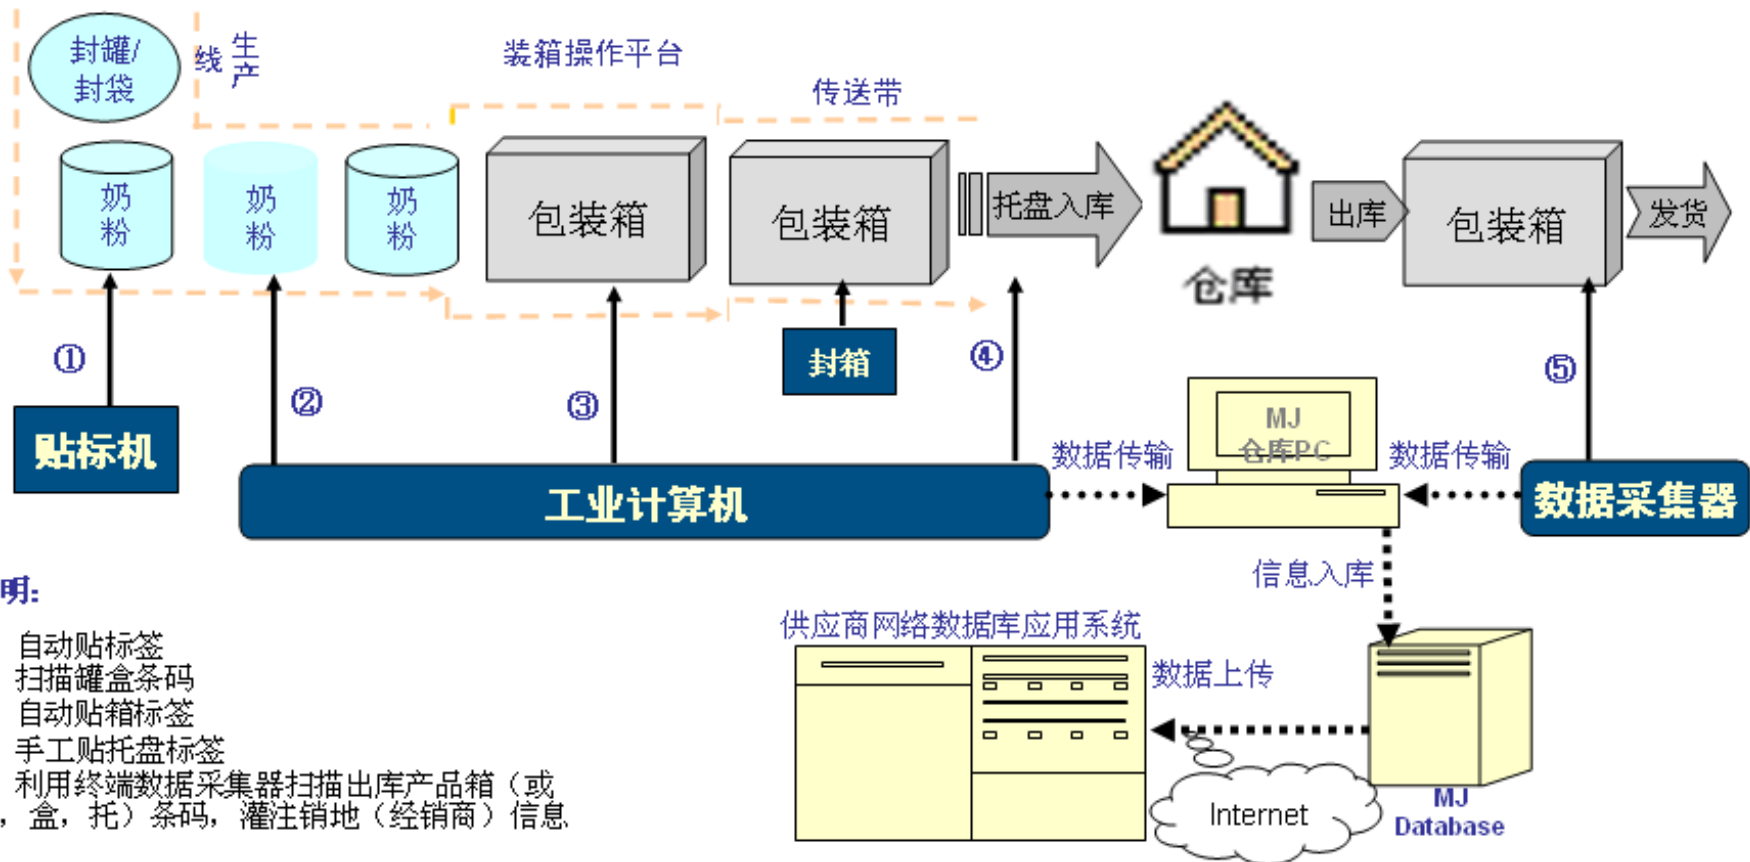 封罐/
封袋
生产
线
装箱操作平台
传送带
奶
粉
奶
粉
奶
粉
包装箱
包装箱
托盘入库
仓库
出库
包装箱
发货
①
②
③
封箱
④
⑤
贴标机
工业计算机
数据传输
MJ
仓库PC
数据传输
数据采集器
信息入库
明:
自动贴标签
扫描罐盒条码
自动贴箱标签
手工贴托盘标签
利用终端数据采集器扫描出库产品箱（或
，盒，托）条码，灌注销地（经销商）信息
供应商网络数据库应用系统
数据上传
Internet
MJ
Database